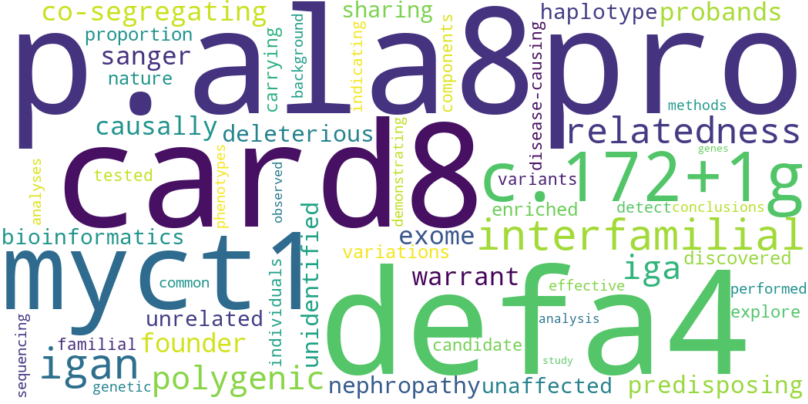 co-segregating sharing haplotype probands
proportion
sanger
nature
carrying
background
indicating
components
disease-causing
p.ala8pro
methods
causally deleterious relatedness
card8
genes
c.172+1g
analyses
tested
phenotypes
observed
demonstrating
variants
enriched detect conclusions
bioinformatics
exome interfamilial
variations
myct1
common
individuals
unidentified
warrant
iga discovered
effective
performed
defa4
explore
unrelated
analysis
sequencing
familial founder
candidate
igan
genetic polygenic
study
nephropathy unaffected predisposing